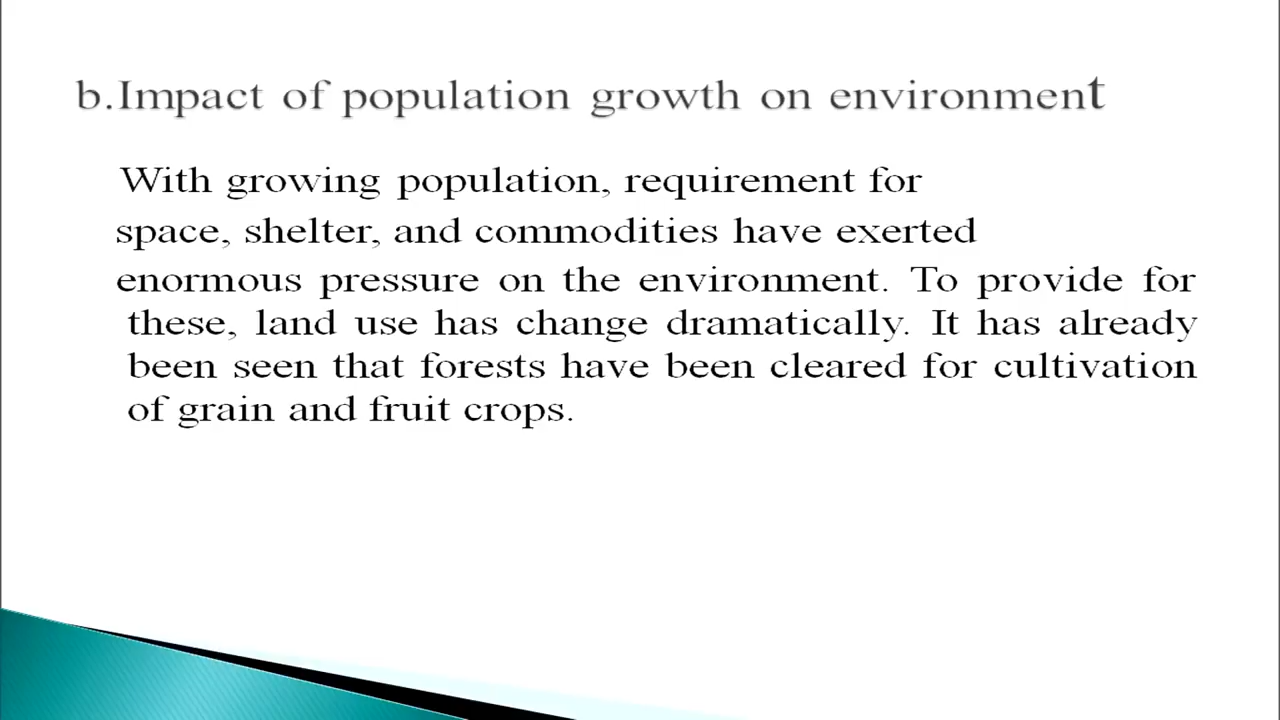 b.Impact of population growth on environment
With growing population, requirement for
space, shelter, and commodities have exerted
enormous pressure on the environment. To provide for
these, land use has change dramatically. It has already
been seen that forests have been cleared for cultivation
of grain and fruit crops.